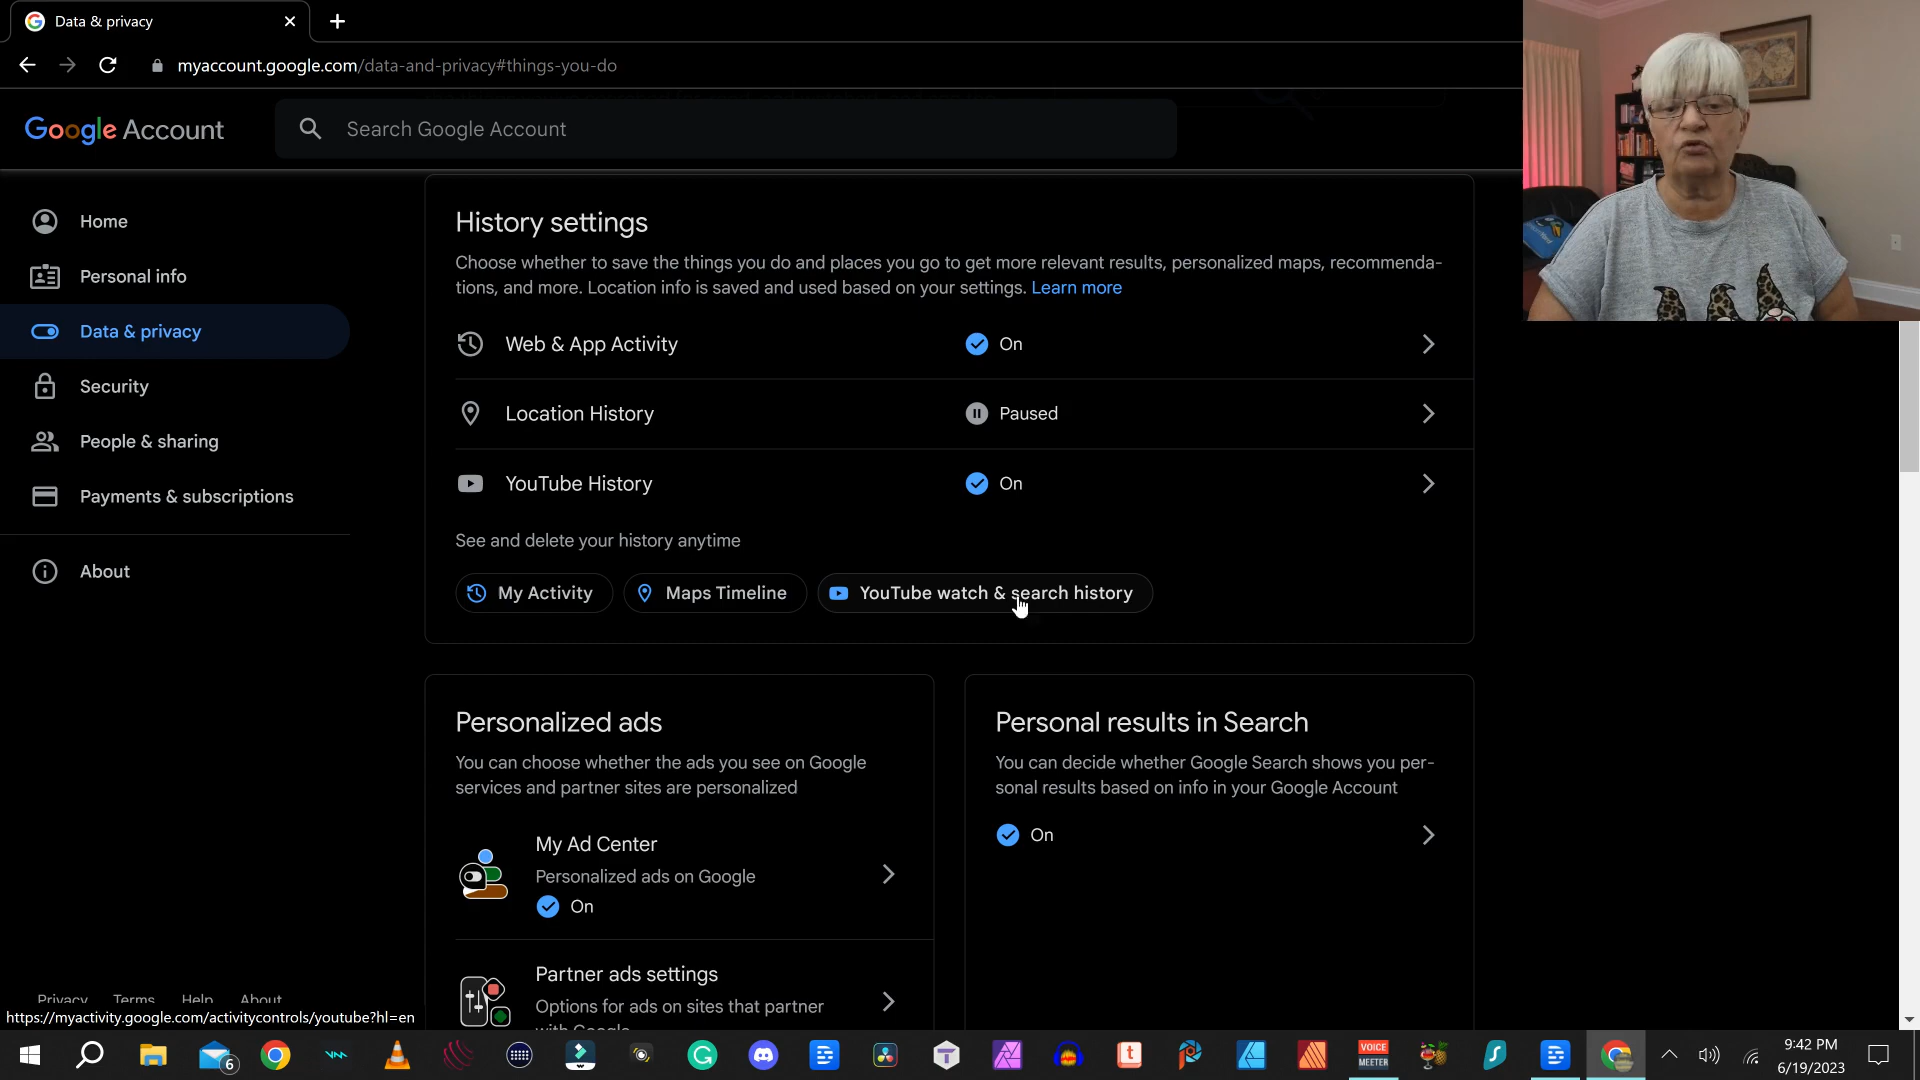 Data & privacy
myaccount.google.com/data-and-privacy#things-you-do
Google Account
Search Google Account
Home
Personal info
Data & privacy
Security
People & sharing
Payments & subscriptions
About
History settings
Choose whether to save the things you do and places you go to get more relevant results, personalized maps, recommenda-
tions, and more. Location info is saved and used based on your settings. Learn more
Web & App Activity On
Location History Paused
YouTube History On
See and delete your history anytime
My Activity Maps Timeline YouTube watch & search history
Personalized ads
You can choose whether the ads you see on Google
services and partner sites are personalized
My Ad Center
Personalized ads on Google
On
Partner ads settings
Options for ads on sites that partner
with Google
Personal results in Search
You can decide whether Google Search shows you per-
sonal results based on info in your Google Account
On
Privacy Terms Help About
https://myactivity.google.com/activitycontrols/youtube?hl=en
6
VOICE
MEETER
9:42 PM
6/19/2023